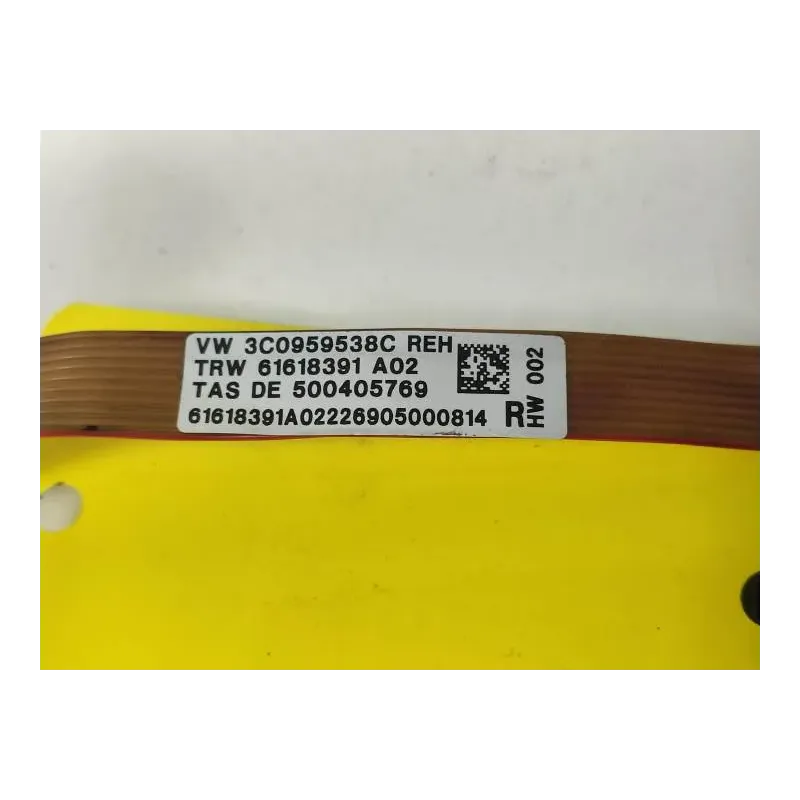 VW 3C0959538C REH
TRW 61618391 A02
TAS DE 500405769
61618391A02226905000814
R
HW 002